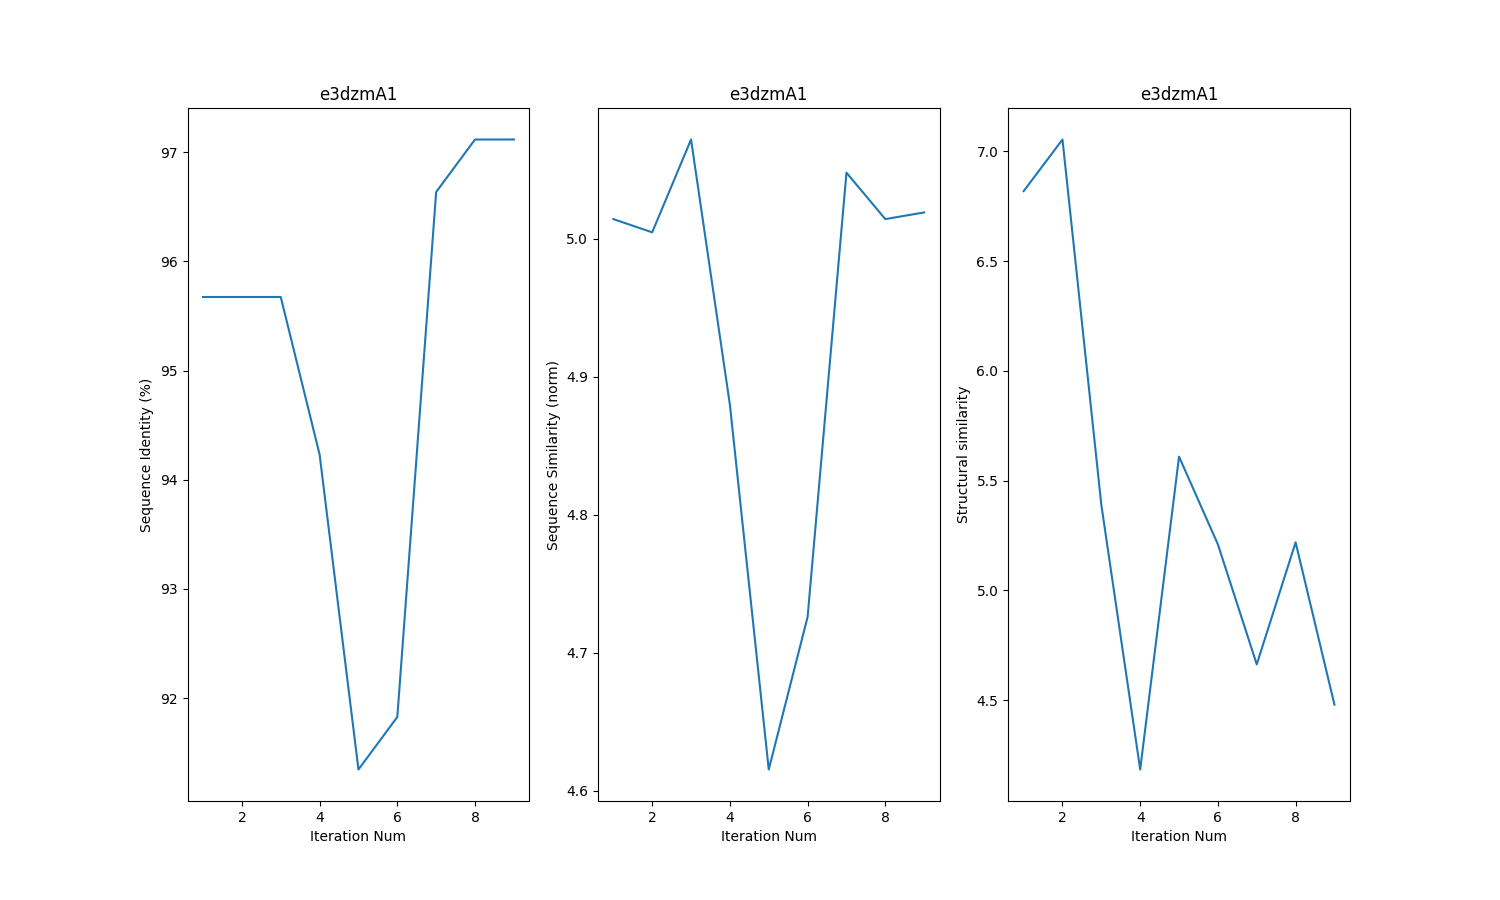 e3dzmA1
97
96
95
94
93
92
Sequence Identity (%)
2 4 6 8
Iteration Num
e3dzmA1
5.0
4.9
4.8
4.7
4.6
Sequence Similarity (norm)
2 4 6 8
Iteration Num
e3dzmA1
7.0
6.5
6.0
5.5
5.0
4.5
Structural similarity
2 4 6 8
Iteration Num